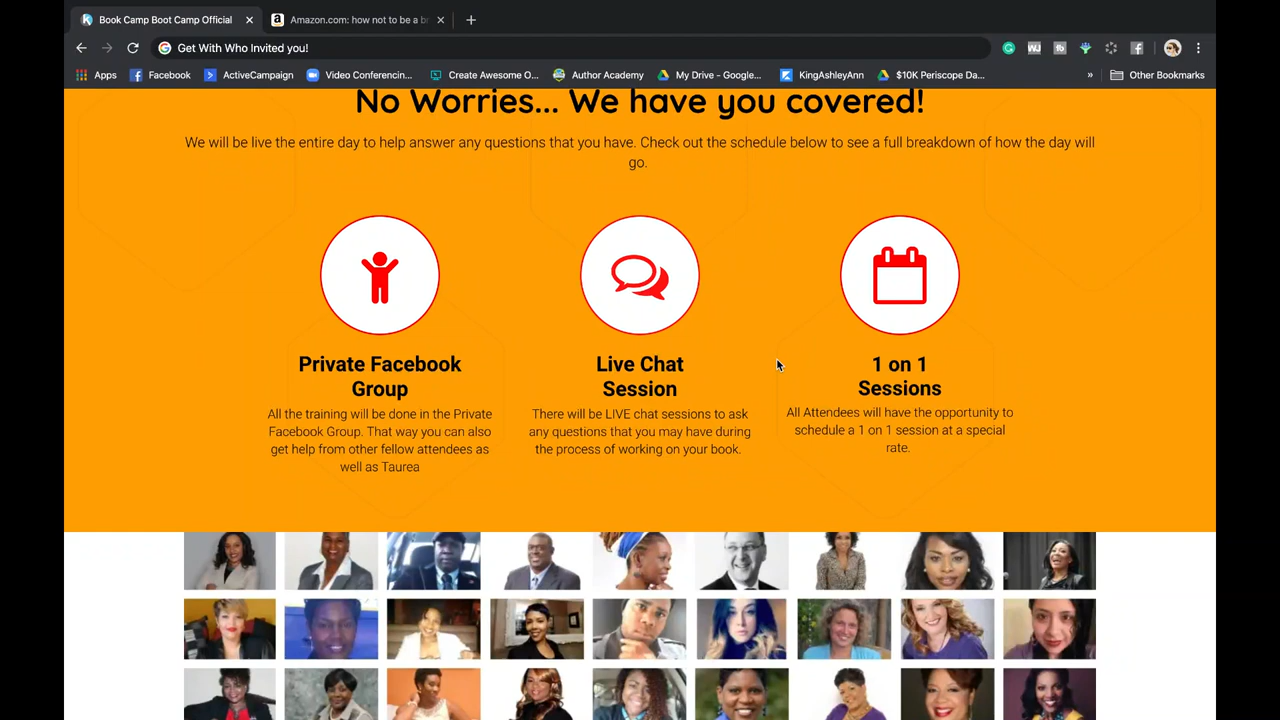 Book Camp Boot Camp Official
Amazon.com: how not to be a br
Get With Who Invited you!
Apps
Facebook
ActiveCampaign
Video Conferencin...
Create Awesome O...
Author Academy
My Drive - Google...
KingAshleyAnn
$10K Periscope Da...
»
Other Bookmarks
No Worries... We have you covered!
We will be live the entire day to help answer any questions that you have. Check out the schedule below to see a full breakdown of how the day will
go.
Private Facebook
Group
All the training will be done in the Private
Facebook Group. That way you can also
get help from other fellow attendees as
well as Taurea
Live Chat
Session
There will be LIVE chat sessions to ask
any questions that you may have during
the process of working on your book.
1 on 1
Sessions
All Attendees will have the opportunity to
schedule a 1 on 1 session at a special
rate.